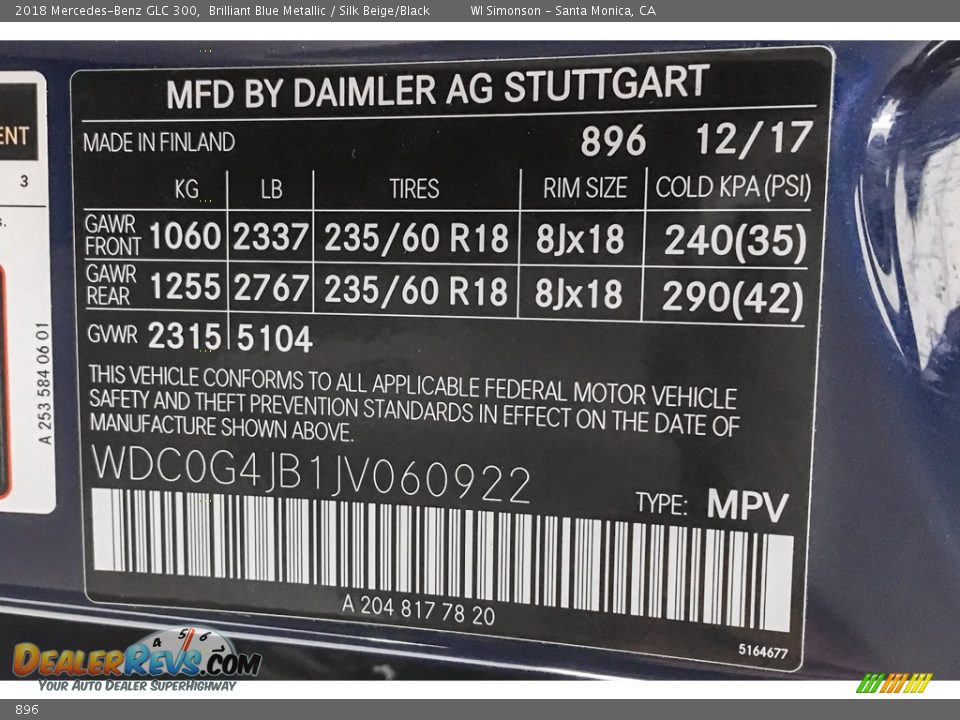 2018 Mercedes-Benz GLC 300,  Brilliant Blue Metallic / Silk Beige/Black  WI Simonson - Santa Monica, CA
ENT
3
s.
A 253 584 06 01
MFD BY DAIMLER AG STUTTGART
MADE IN FINLAND 896 12/17
KG LB TIRES RIM SIZE COLD KPA (PSI)
GAWR FRONT 1060 2337 235/60 R18 8Jx18 240(35)
GAWR REAR 1255 2767 235/60 R18 8Jx18 290(42)
GVWR 2315 5104
THIS VEHICLE CONFORMS TO ALL APPLICABLE FEDERAL MOTOR VEHICLE
SAFETY AND THEFT PREVENTION STANDARDS IN EFFECT ON THE DATE OF
MANUFACTURE SHOWN ABOVE.
WDC0G4JB1JV060922
TYPE: MPV
A 204 817 78 20
5164677
4 5 6
DEALERREVS.COM
YOUR AUTO DEALER SUPERHIGHWAY
896